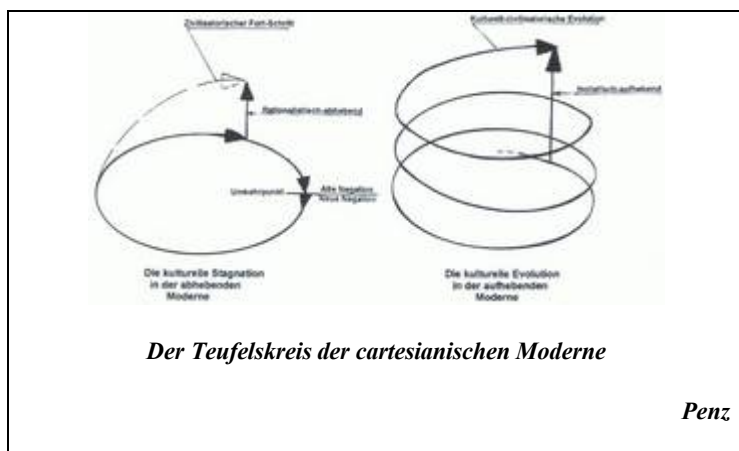 Zivilisatorischer Fort-Schritt
Rationalistisch-abhebend
Umkehrpunkt
Alte Negation
Neue Negation
Die kulturelle Stagnation
in der abhebenden
Moderne
Kulturell-zivilisatorische Evolution
holistisch-aufhebend
Die kulturelle Evolution
in der aufhebenden
Moderne
Der Teufelskreis der cartesianischen Moderne
Penz